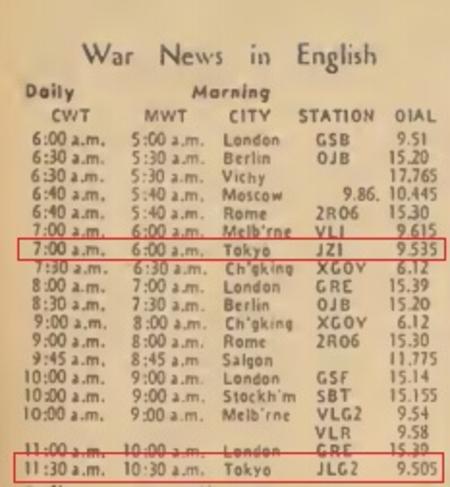 War News in English
Daily Morning
CWT MWT CITY STATION OIAL
6:00 a.m. 5:00 a.m. London GSB 9.51
6:30 a.m. 5:30 a.m. Berlin OJB 15.20
6:30 a.m. 5:30 a.m. Vichy 17.765
6:40 a.m. 5:40 a.m. Moscow 9.86. 10.445
6:40 a.m. 5:40 a.m. Rome 2RO6 15.30
7:00 a.m. 6:00 a.m. Melb'rne VLI 9.615
7:00 a.m. 6:00 a.m. Tokyo JZI 9.535
7:30 a.m. 6:30 a.m. Ch'gking XGOY 6.12
8:00 a.m. 7:00 a.m. London GRE 15.39
8:30 a.m. 7:30 a.m. Berlin OJB 15.20
9:00 a.m. 8:00 a.m. Ch'gking XGOY 6.12
9:00 a.m. 8:00 a.m. Rome 2RO6 15.30
9:45 a.m. 8:45 a.m Saigon 11.775
10:00 a.m. 9:00 a.m. London GSF 15.14
10:00 a.m. 9:00 a.m. Stockh'm SBT 15.155
10:00 a.m. 9:00 a.m. Melb'rne VLG2 9.54
VLR 9.58
11:00 a.m. 10:00 a.m. London GRE 15.39
11:30 a.m. 10:30 a.m. Tokyo JLG2 9.505